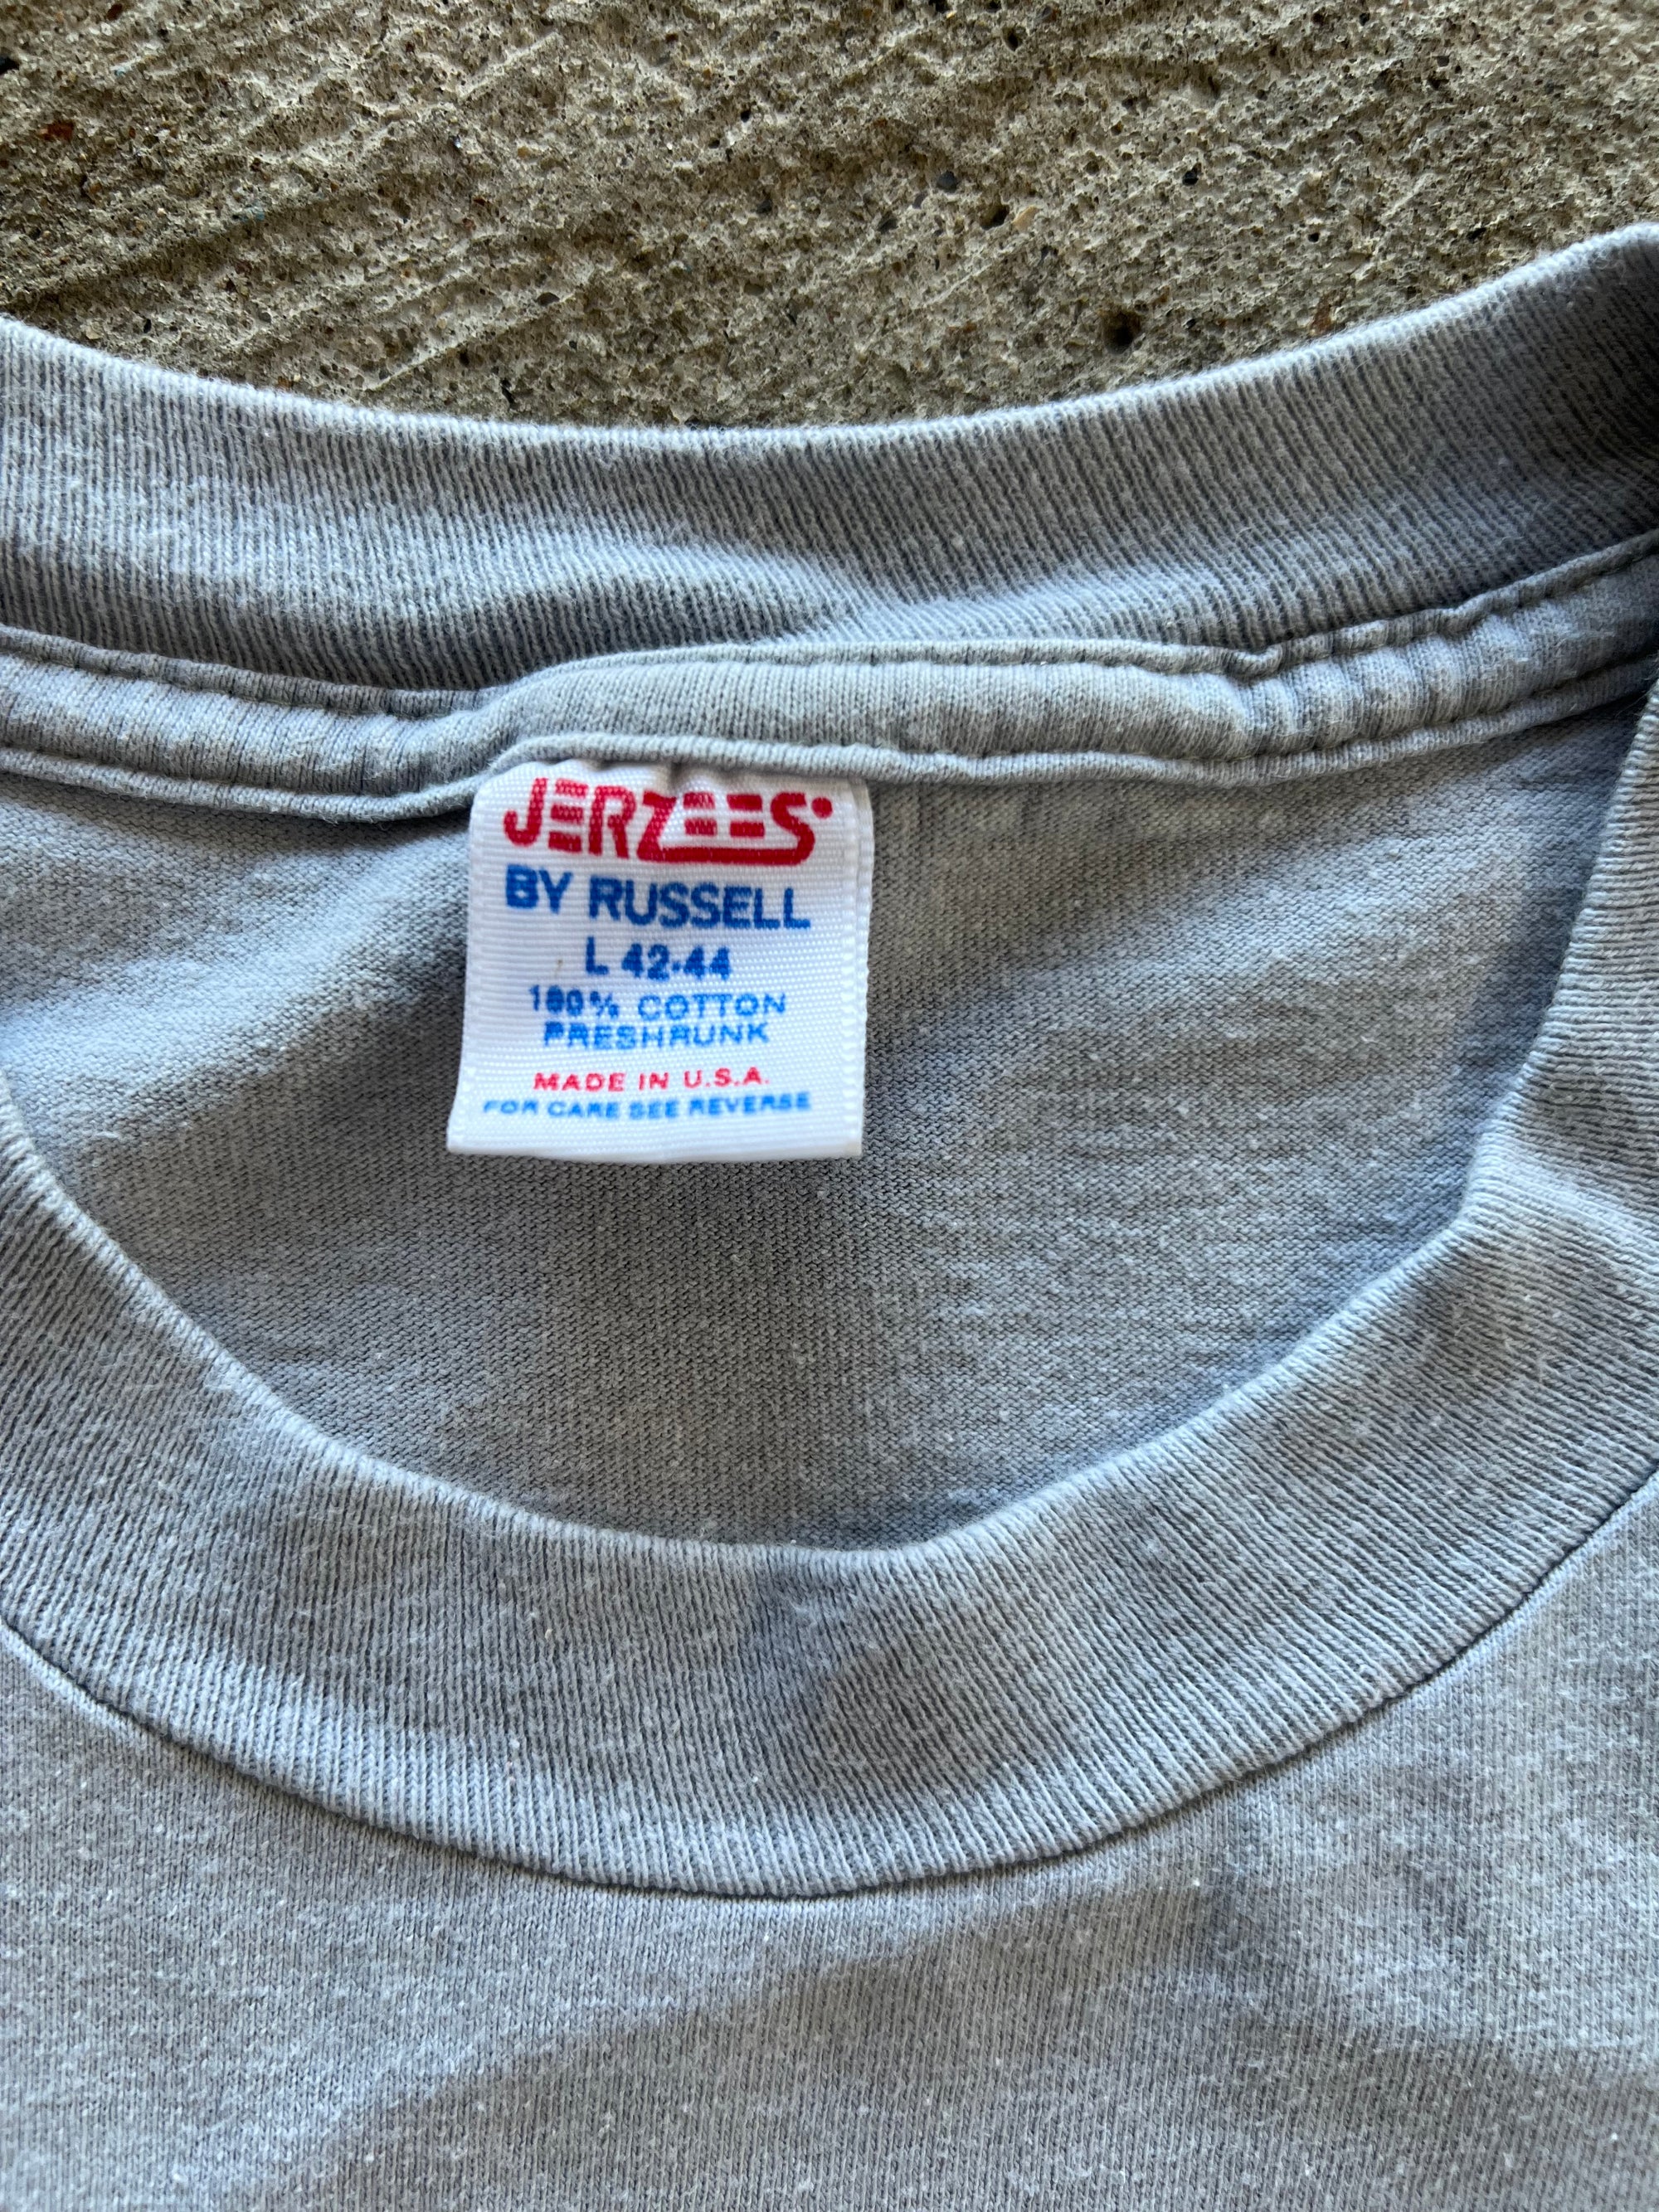 JERZEES
BY RUSSELL
L 42-44
100% COTTON
PRESHRUNK
MADE IN U.S.A.
FOR CARE SEE REVERSE